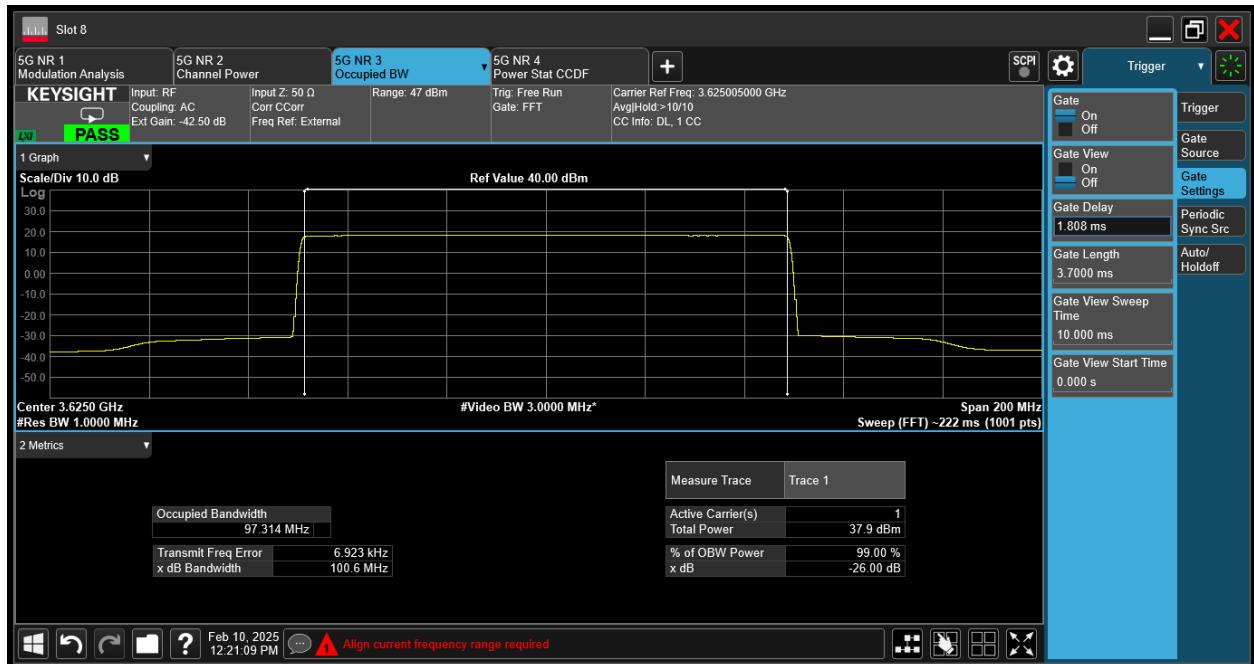 Slot 8
5G NR 1
Modulation Analysis
5G NR 2
Channel Power
5G NR 3
Occupied BW
5G NR 4
Power Stat CCDF
SCPI
Trigger
KEYSIGHT
LXI
PASS
Input: RF
Coupling: AC
Ext Gain: -42.50 dB
Input Z: 50 Ω
Corr CCorr
Freq Ref: External
Range: 47 dBm
Trig: Free Run
Gate: FFT
Carrier Ref Freq: 3.625005000 GHz
Avg|Hold:>10/10
CC Info: DL, 1 CC
1 Graph
Scale/Div 10.0 dB
Ref Value 40.00 dBm
Log
30.0
20.0
10.0
0.00
-10.0
-20.0
-30.0
-40.0
-50.0
Center 3.6250 GHz
#Res BW 1.0000 MHz
#Video BW 3.0000 MHz*
Span 200 MHz
Sweep (FFT) ~222 ms (1001 pts)
2 Metrics
Measure Trace Trace 1
Occupied Bandwidth
97.314 MHz
Transmit Freq Error 6.923 kHz
x dB Bandwidth 100.6 MHz
Active Carrier(s) 1
Total Power 37.9 dBm
% of OBW Power 99.00 %
x dB -26.00 dB
Gate
On
Off
Gate View
On
Off
Gate Delay
1.808 ms
Gate Length
3.7000 ms
Gate View Sweep
Time
10.000 ms
Gate View Start Time
0.000 s
Trigger
Gate
Source
Gate
Settings
Periodic
Sync Src
Auto/
Holdoff
?
Feb 10, 2025
12:21:09 PM
1
Align current frequency range required